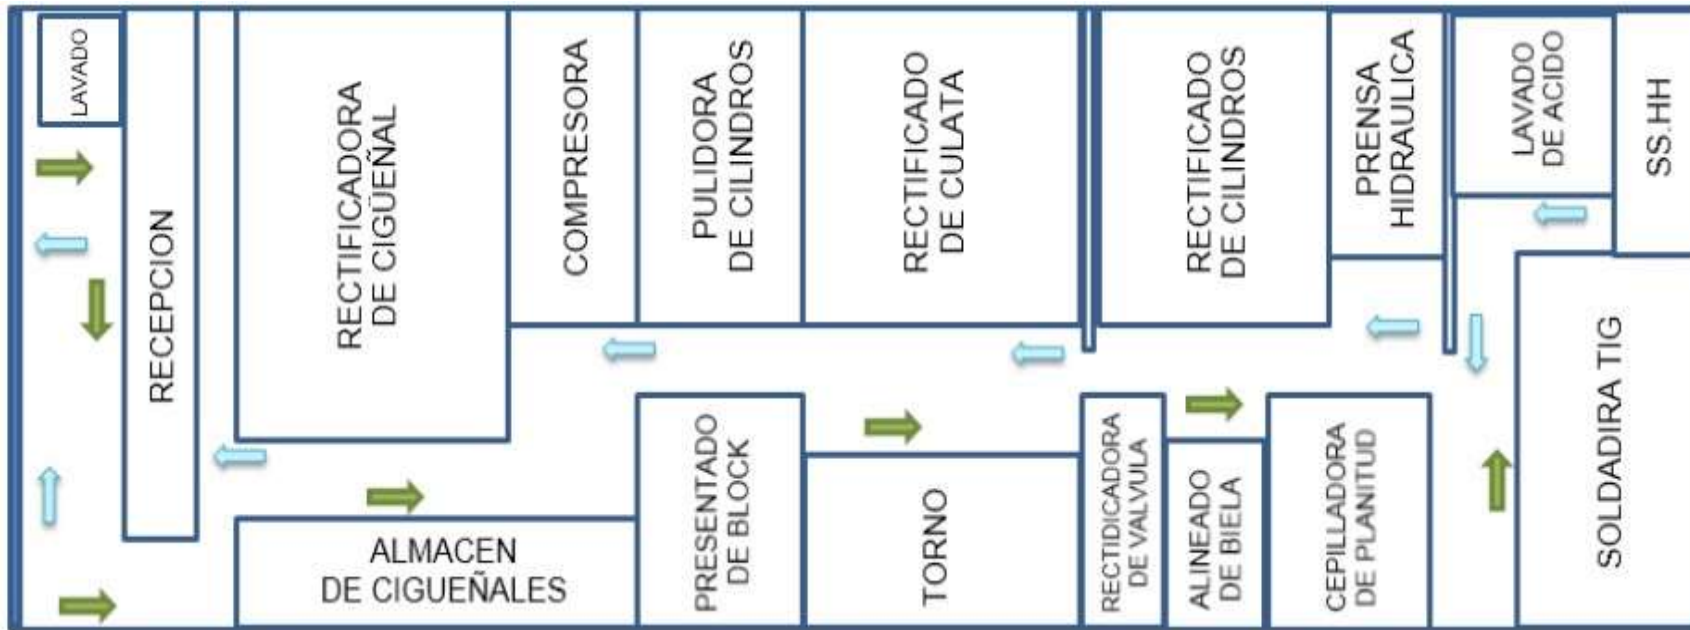 LAVADO
RECEPCION
RECTIFICADORA
DE CIGÜEÑAL
COMPRESORA
PULIDORA
DE CILINDROS
RECTIFICADO
DE CULATA
RECTIFICADO
DE CILINDROS
PRENSA
HIDRAULICA
LAVADO
DE ACIDO
SS.HH
ALMACEN
DE CIGUEÑALES
PRESENTADO
DE BLOCK
TORNO
RECTIDICADORA
DE VALVULA
ALINEADO
DE BIELA
CEPILLADORA
DE PLANITUD
SOLDADIRA TIG